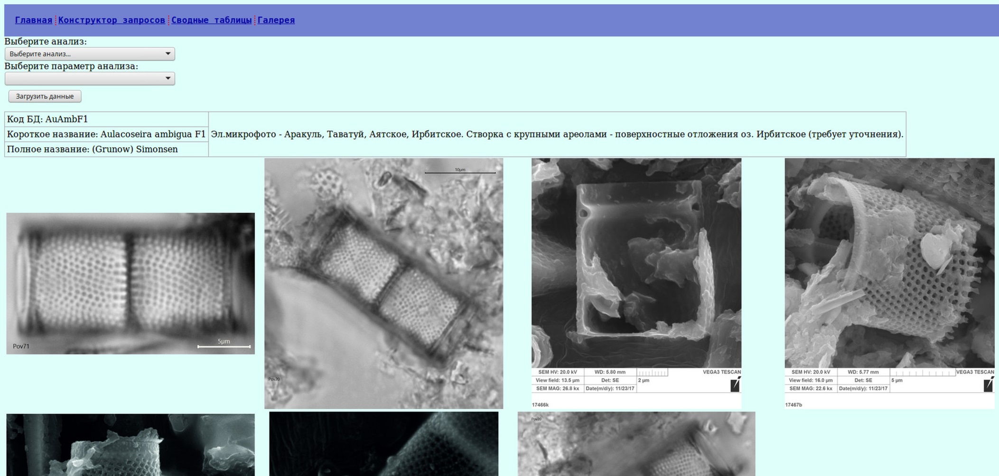 Главная Конструктор запросов Сводные таблицы Галерея
Выберите анализ:
Выберите анализ...
Выберите параметр анализа:
Загрузить данные
Код БД: AuAmbF1
Короткое название: Aulacoseira ambigua F1
Полное название: (Grunow) Simonsen
Эл.микрофото - Аракуль, Таватуй, Аятское, Ирбитское. Створка с крупными ареолами - поверхностные отложения оз. Ирбитское (требует уточнения).
Pov71
5μm
10μm
Pov20
SEM HV: 20.0 kV WD: 5.80 mm VEGA3 TESCAN
View field: 13.5 μm Det: SE 2 μm
SEM MAG: 26.8 kx Date(m/d/y): 11/23/17
17466k
SEM HV: 20.0 kV WD: 5.77 mm VEGA3 TESCAN
View field: 16.0 μm Det: SE 5 μm
SEM MAG: 22.6 kx Date(m/d/y): 11/23/17
17467b
Pov20